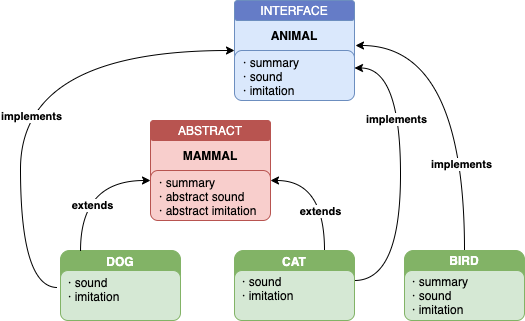 INTERFACE
ANIMAL
· summary
· sound
· imitation
implements
implements
implements
ABSTRACT
MAMMAL
· summary
· abstract sound
· abstract imitation
extends
extends
DOG
· sound
· imitation
CAT
· sound
· imitation
BIRD
· summary
· sound
· imitation